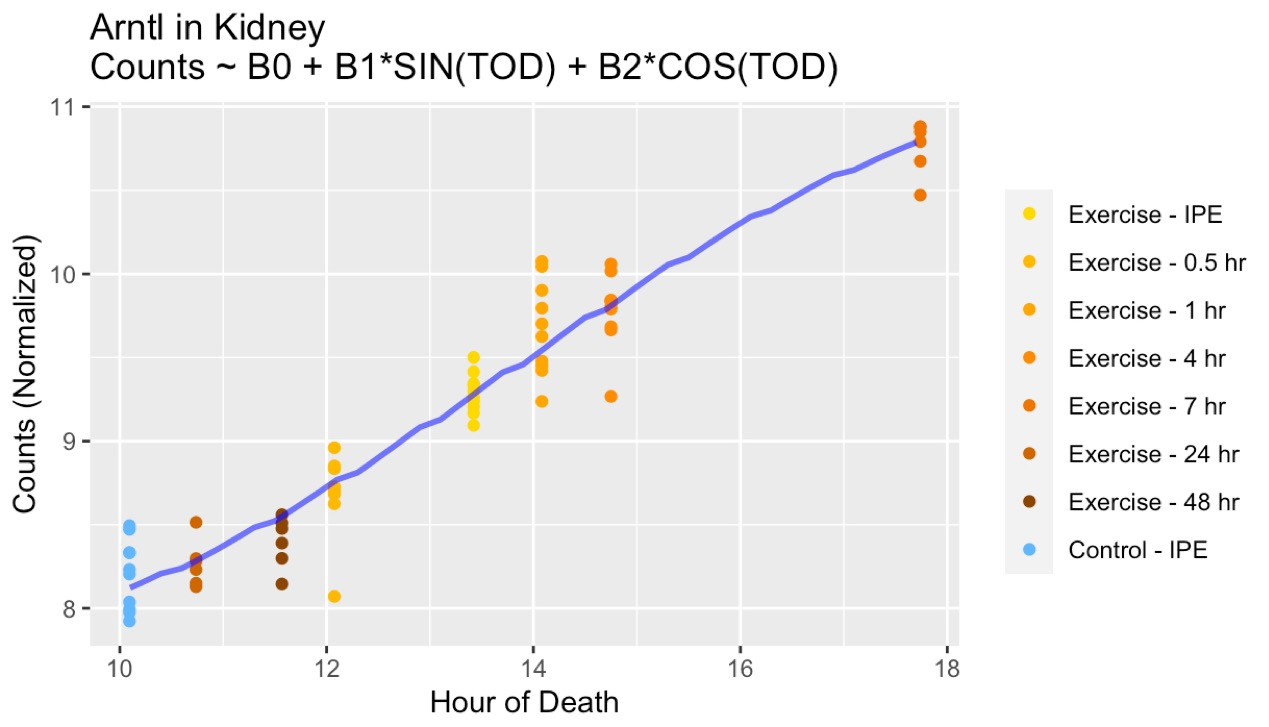 Arntl in Kidney
Counts ~ B0 + B1*SIN(TOD) + B2*COS(TOD)
Counts (Normalized)
11
10
9
8
10 12 14 16 18
Hour of Death
Exercise - IPE
Exercise - 0.5 hr
Exercise - 1 hr
Exercise - 4 hr
Exercise - 7 hr
Exercise - 24 hr
Exercise - 48 hr
Control - IPE